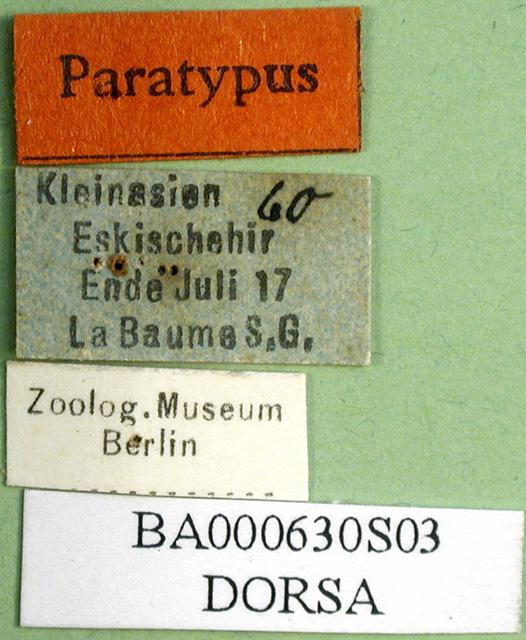 Paratypus
Kleinasien 60
Eskischehir
Ende Juli 17
La Baume S.G.
Zoolog. Museum
Berlin
BA000630S03
DORSA